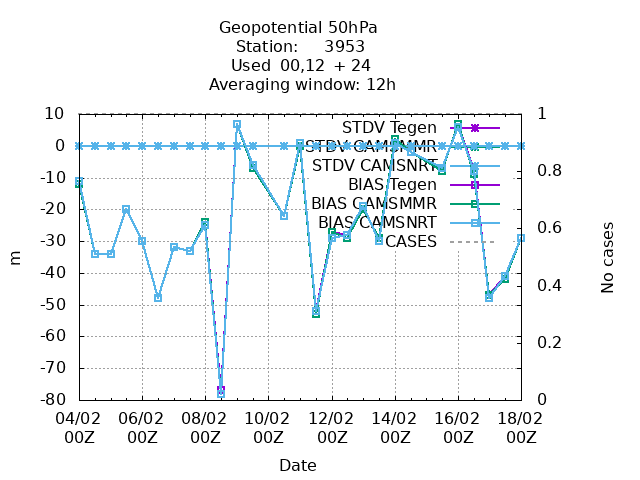 Geopotential 50hPa
Station: 3953
Used 00,12 + 24
Averaging window: 12h
10
0
-10
-20
-30
-40
-50
-60
-70
-80
m
1
0.8
0.6
0.4
0.2
0
No cases
STDV Tegen
STDV CAMSMMR
STDV CAMSNRT
BIAS Tegen
BIAS CAMSMMR
BIAS CAMSNRT
CASES
04/02 06/02 08/02 10/02 12/02 14/02 16/02 18/02
00Z 00Z 00Z 00Z 00Z 00Z 00Z 00Z
Date